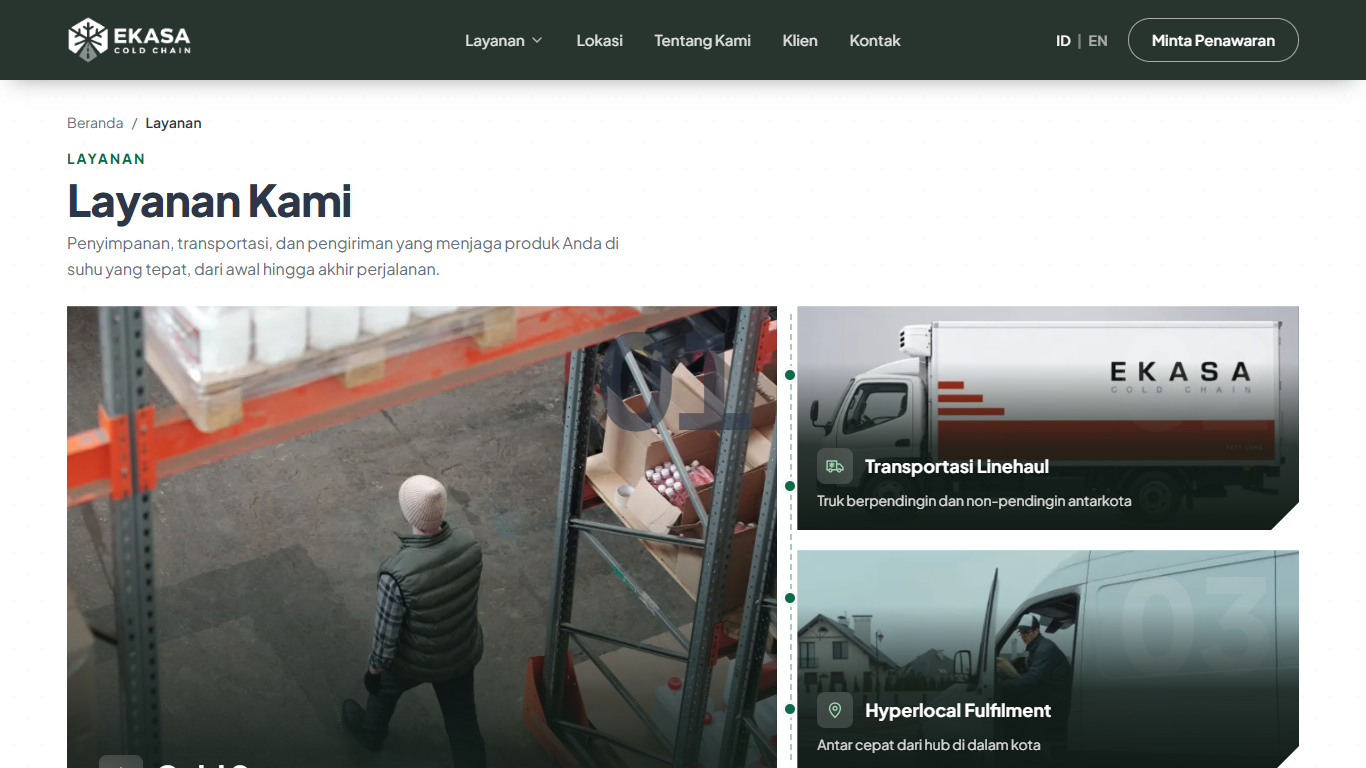 EKASA
COLD CHAIN
Layanan
Lokasi
Tentang Kami
Klien
Kontak
ID | EN
Minta Penawaran
Beranda / Layanan
LAYANAN
Layanan Kami
Penyimpanan, transportasi, dan pengiriman yang menjaga produk Anda di
suhu yang tepat, dari awal hingga akhir perjalanan.
01
EKASA
COLD CHAIN
Transportasi Linehaul
Truk berpendingin dan non-pendingin antarkota
03
Hyperlocal Fulfilment
Antar cepat dari hub di dalam kota